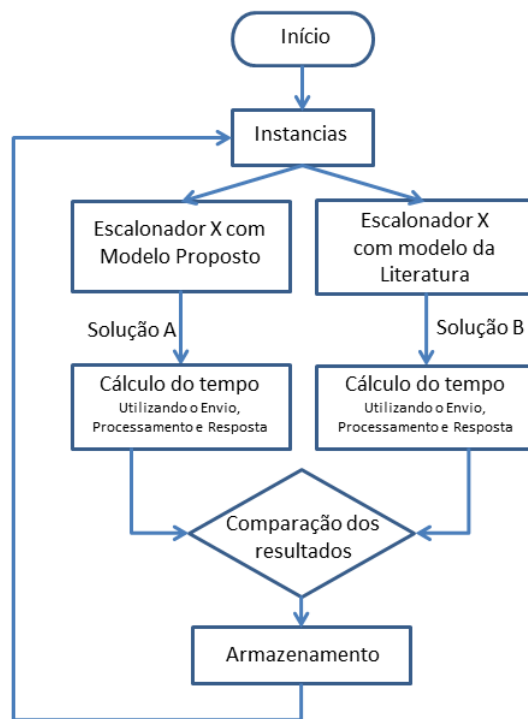 Início
Instancias
Escalonador X com
Modelo Proposto
Escalonador X
com modelo da
Literatura
Solução A
Solução B
Cálculo do tempo
Utilizando o Envio,
Processamento e Resposta
Cálculo do tempo
Utilizando o Envio,
Processamento e Resposta
Comparação dos
resultados
Armazenamento